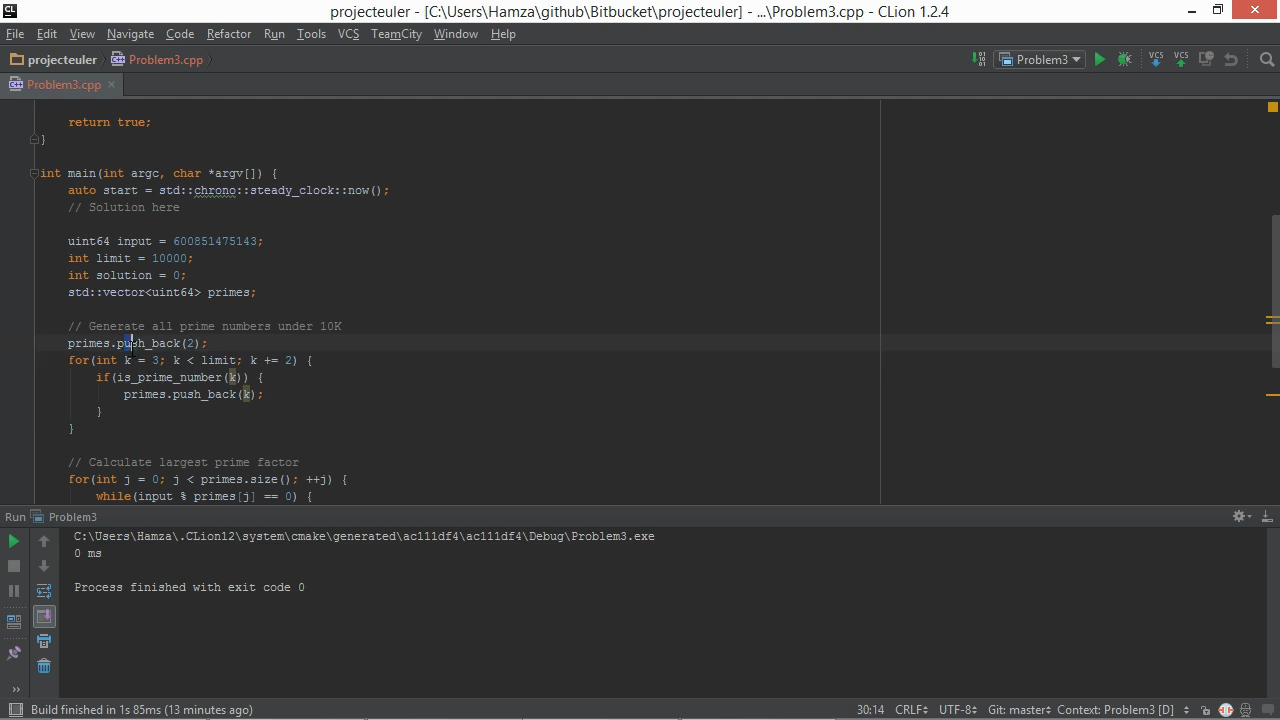 projecteuler - [C:\Users\Hamza\github\Bitbucket\projecteuler] - ...\Problem3.cpp - CLion 1.2.4
File Edit View Navigate Code Refactor Run Tools VCS TeamCity Window Help
projecteuler Problem3.cpp Problem3 VCS VCS
Problem3.cpp
return true;
}
int main(int argc, char *argv[]) {
auto start = std::chrono::steady_clock::now();
// Solution here
uint64 input = 600851475143;
int limit = 10000;
int solution = 0;
std::vector<uint64> primes;
// Generate all prime numbers under 10K
primes.push_back(2);
for(int k = 3; k < limit; k += 2) {
if(is_prime_number(k)) {
primes.push_back(k);
}
}
// Calculate largest prime factor
for(int j = 0; j < primes.size(); ++j) {
while(input % primes[j] == 0) {
Run Problem3
C:\Users\Hamza\.CLion12\system\cmake\generated\ac111df4\ac111df4\Debug\Problem3.exe
0 ms
Process finished with exit code 0
Build finished in 1s 85ms (13 minutes ago) 30:14 CRLF UTF-8 Git: master Context: Problem3 [D]